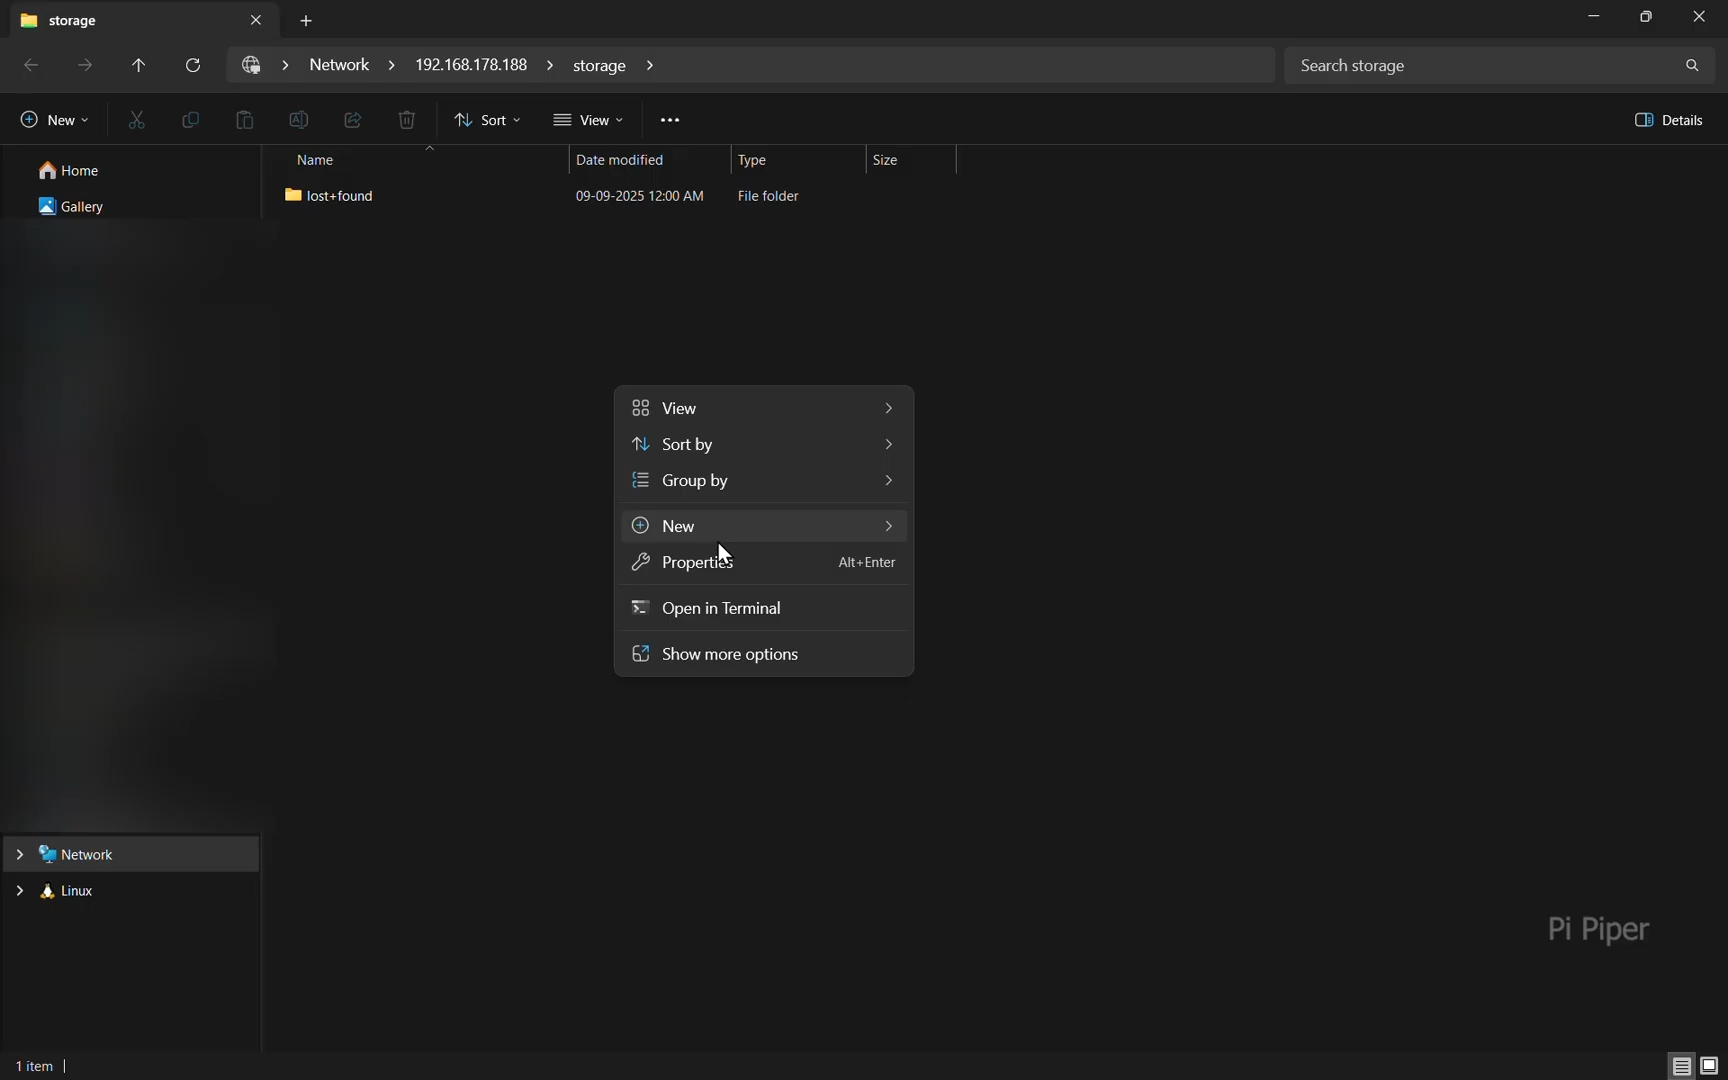 storage
Network > 192.168.178.188 > storage >
Search storage
New
Sort
View
Details
Home
Gallery
Network
Linux
Name
Date modified
Type
Size
lost+found
09-09-2025 12:00 AM
File folder
View
Sort by
Group by
New
Properties
Alt+Enter
Open in Terminal
Show more options
Pi Piper
1 item